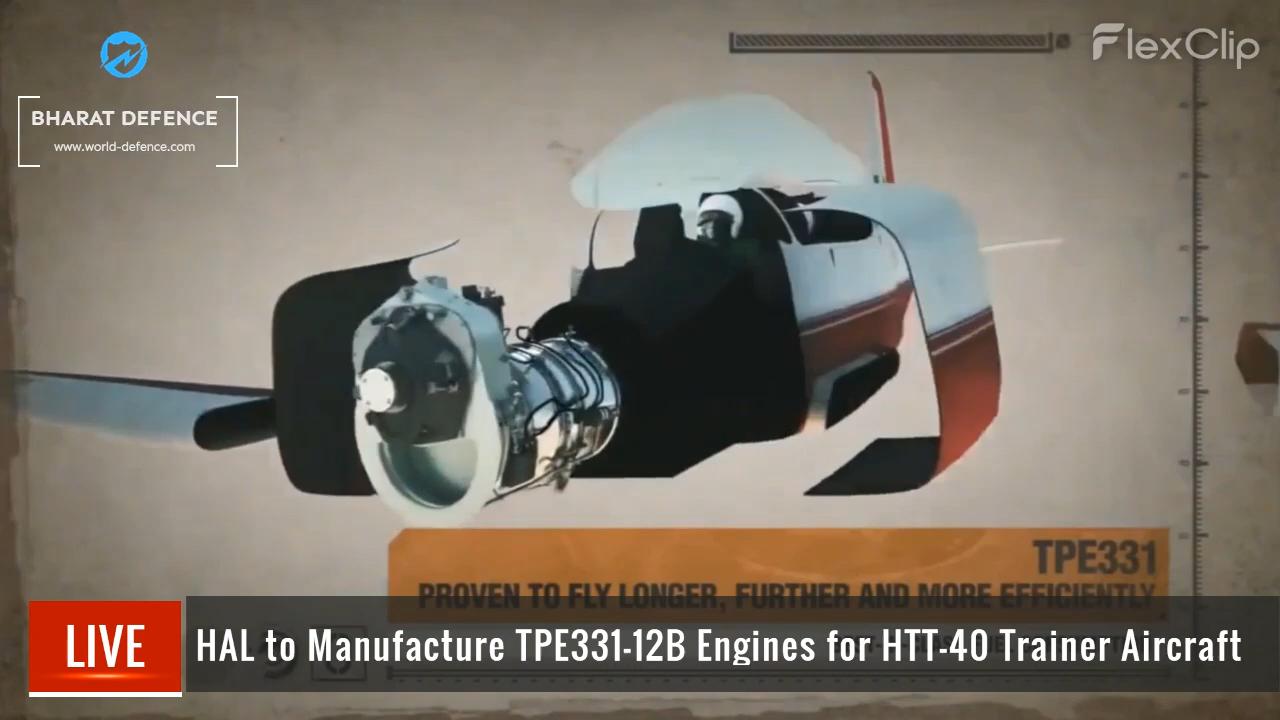 FlexClip
BHARAT DEFENCE
www.world-defence.com
TPE331
PROVEN TO FLY LONGER, FURTHER AND MORE EFFICIENTLY
LIVE
HAL to Manufacture TPE331-12B Engines for HTT-40 Trainer Aircraft